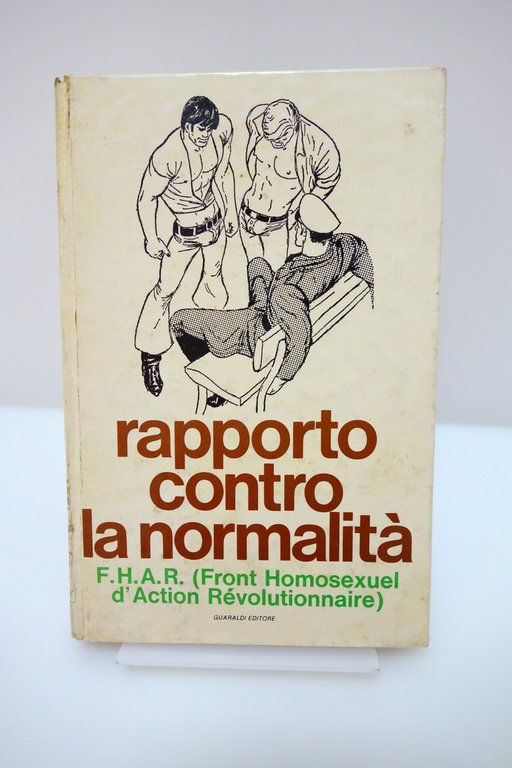 rapporto
contro
la normalità
F.H.A.R. (Front Homosexuel
d'Action Révolutionnaire)
GUARALDI EDITORE